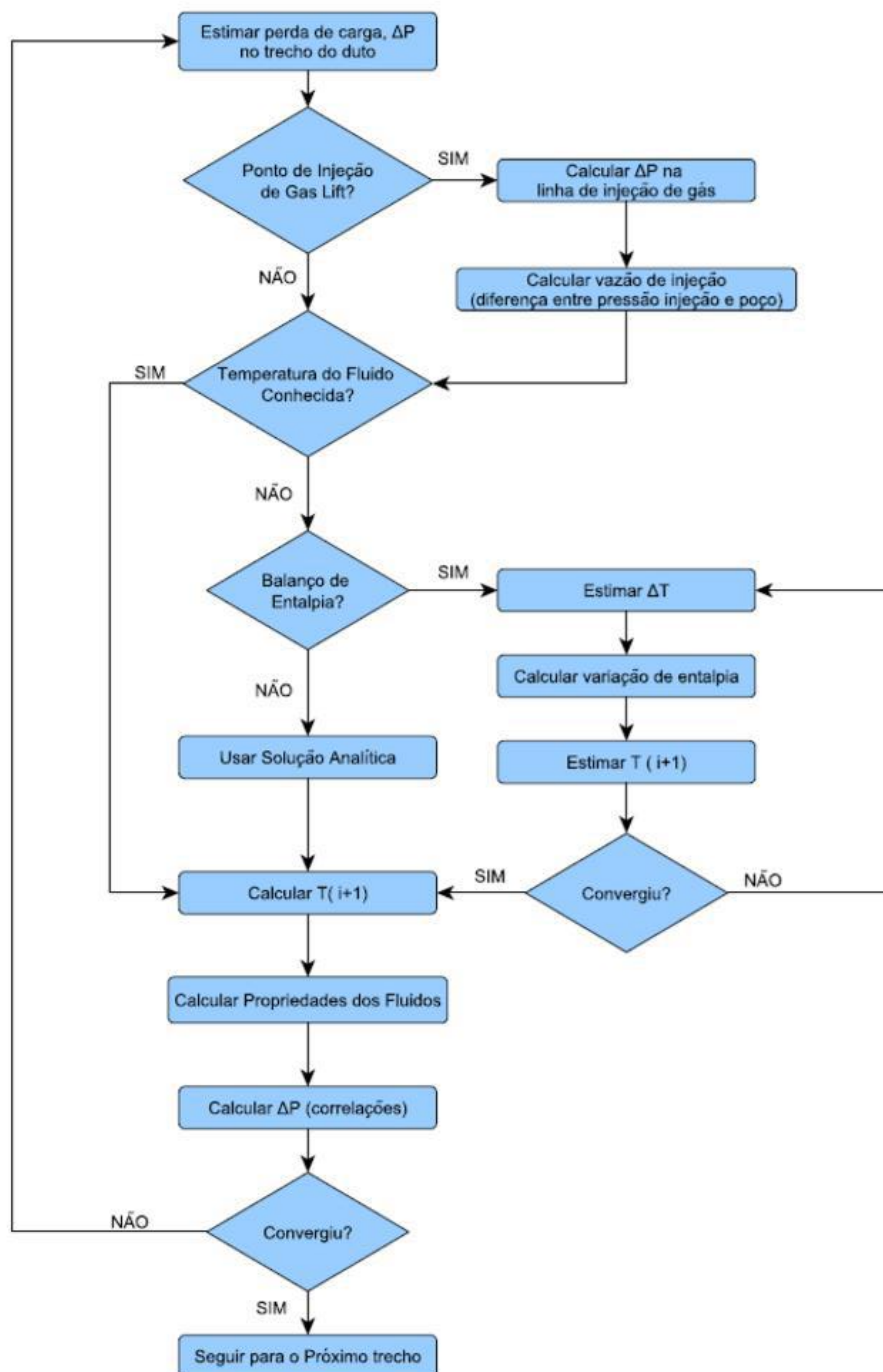 Estimar perda de carga, ΔP
no trecho do duto
Ponto de Injeção
de Gas Lift?
SIM
Calcular ΔP na
linha de injeção de gás
NÃO
Calcular vazão de injeção
(diferença entre pressão injeção e poço)
SIM
Temperatura do Fluido
Conhecida?
NÃO
Balanço de
Entalpia?
SIM
Estimar ΔT
NÃO
Calcular variação de entalpia
Usar Solução Analítica
Estimar T ( i+1)
Calcular T( i+1)
SIM
Convergiu?
NÃO
Calcular Propriedades dos Fluidos
Calcular ΔP (correlações)
NÃO
Convergiu?
SIM
Seguir para o Próximo trecho